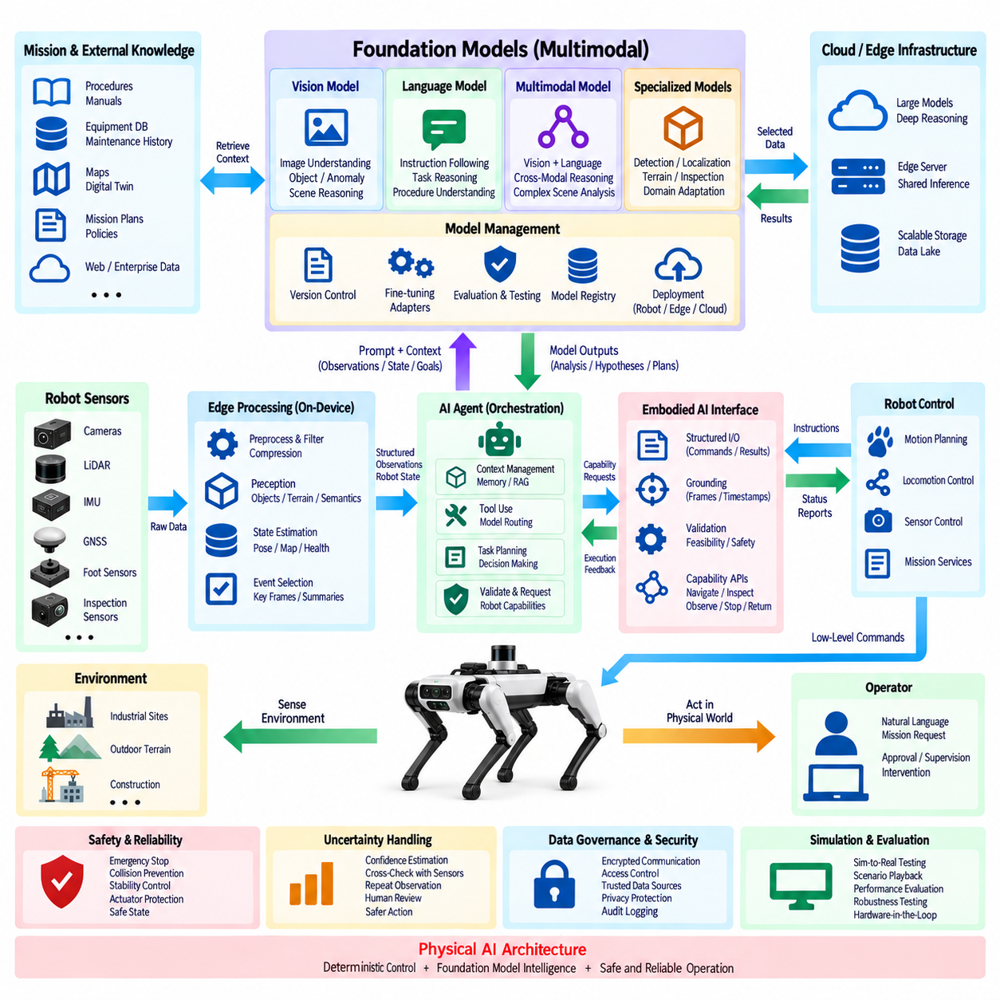 Mission & External Knowledge
Procedures
Manuals
Equipment DB
Maintenance History
Maps
Digital Twin
Mission Plans
Policies
Web / Enterprise Data
Retrieve
Context
Foundation Models (Multimodal)
Vision Model
Image Understanding
Object / Anomaly
Scene Reasoning
Language Model
Instruction Following
Task Reasoning
Procedure Understanding
Multimodal Model
Vision + Language
Cross-Modal Reasoning
Complex Scene Analysis
Specialized Models
Detection / Localization
Terrain / Inspection
Domain Adaptation
Model Management
Version Control
Fine-tuning
Adapters
Evaluation & Testing
Model Registry
Deployment
(Robot / Edge / Cloud)
Selected
Data
Results
Cloud / Edge Infrastructure
Large Models
Deep Reasoning
Edge Server
Shared Inference
Scalable Storage
Data Lake
Prompt + Context
(Observations / State / Goals)
Model Outputs
(Analysis / Hypotheses / Plans)
Robot Sensors
Cameras
LiDAR
IMU
GNSS
Foot Sensors
Inspection
Sensors
Raw Data
Edge Processing (On-Device)
Preprocess & Filter
Compression
Preception
Objects / Terrain / Semantics
State Estimation
Pose / Map / Health
Event Selection
Key Frames / Summaries
Structured
Observations
Robot State
AI Agent (Orchestration)
Context Management
Memory / RAG
Tool Use
Model Routing
Task Planning
Decision Making
Validate & Request
Robot Capabilities
Capability
Requests
Execution
Feedback
Embodied AI Interface
Structured I/O
(Commands / Results)
Grounding
(Frames / Timestamps)
Validation
Feasibility / Safety
Capability APIs
Navigate / Inspect
Observe / Stop / Return
Instructions
Status
Reports
Robot Control
Motion Planning
Locomotion Control
Sensor Control
Mission Services
Low-Level Commands
Environment
Industrial Sites
Outdoor Terrain
Construction
Sense
Environment
Act in
Physical World
Operator
Natural Language
Mission Request
Approval / Supervision
Intervention
Safety & Reliability
Emergency Stop
Collision Prevention
Stability Control
Actuator Protection
Safe State
Uncertainty Handling
Confidence Estimation
Cross-Check with Sensors
Repeat Observation
Human Review
Safer Action
Data Governance & Security
Encrypted Communication
Access Control
Trusted Data Sources
Privacy Protection
Audit Logging
Simulation & Evaluation
Sim-to-Real Testing
Scenario Playback
Performance Evaluation
Robustness Testing
Hardware-in-the-Loop
Physical AI Architecture
Deterministic Control + Foundation Model Intelligence + Safe and Reliable Operation